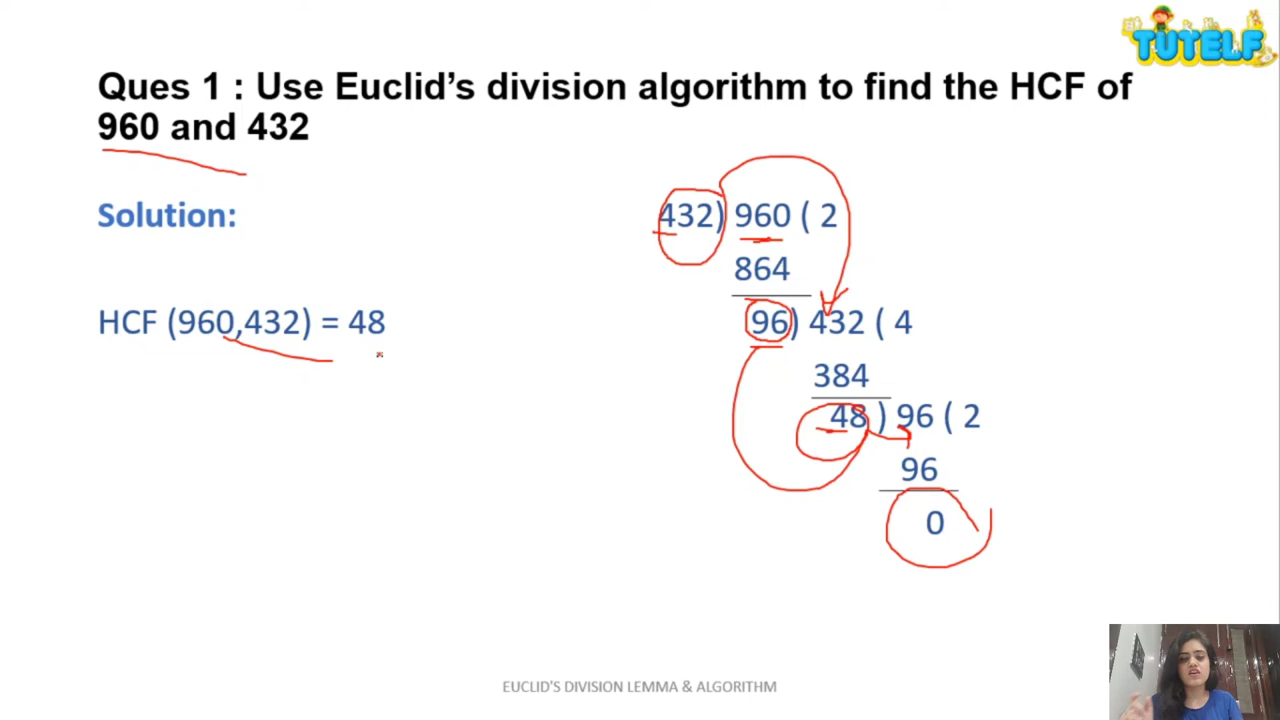 TUTELF
Ques 1 : Use Euclid’s division algorithm to find the HCF of
960 and 432
Solution:
HCF (960,432) = 48
432) 960 ( 2
864
96) 432 ( 4
384
48 ) 96 ( 2
96
0
EUCLID'S DIVISION LEMMA & ALGORITHM